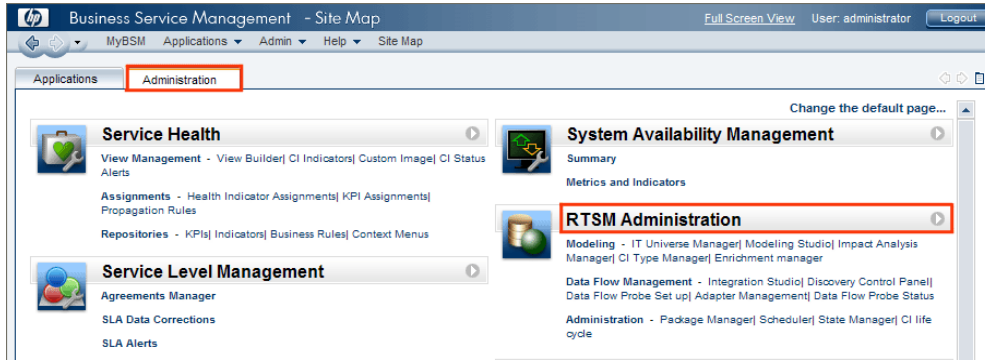 hp Business Service Management - Site Map
Full Screen View User: administrator Logout
MyBSM Applications Admin Help Site Map
Applications Administration
Change the default page...
Service Health
View Management - View Builder| CI Indicators| Custom Image| CI Status
Alerts
Assignments - Health Indicator Assignments| KPI Assignments|
Propagation Rules
Repositories - KPIs| Indicators| Business Rules| Context Menus
Service Level Management
Agreements Manager
SLA Data Corrections
SLA Alerts
System Availability Management
Summary
Metrics and Indicators
RTSM Administration
Modeling - IT Universe Manager| Modeling Studio| Impact Analysis
Manager| CI Type Manager| Enrichment manager
Data Flow Management - Integration Studio| Discovery Control Panel|
Data Flow Probe Set up| Adapter Management| Data Flow Probe Status
Administration - Package Manager| Scheduler| State Manager| CI life
cycle